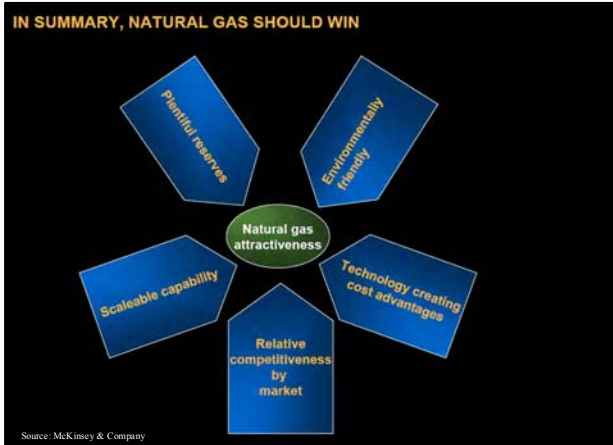 IN SUMMARY, NATURAL GAS SHOULD WIN
Plentiful reserves
Environmentally
friendly
Natural gas
attractiveness
Scaleable capability
Technology creating
cost advantages
Relative
competitiveness
by
market
Source: McKinsey & Company